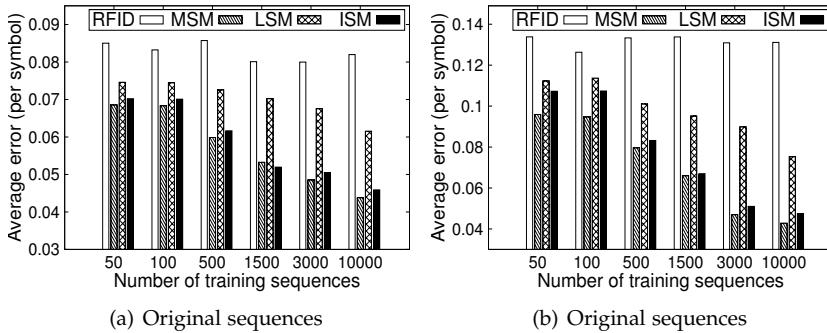 RFID MSM LSM ISM
Average error (per symbol)
0.09
0.08
0.07
0.06
0.05
0.04
0.03
50 100 500 1500 3000 10000
Number of training sequences
(a) Original sequences
RFID MSM LSM ISM
Average error (per symbol)
0.14
0.12
0.1
0.08
0.06
0.04
50 100 500 1500 3000 10000
Number of training sequences
(b) Original sequences